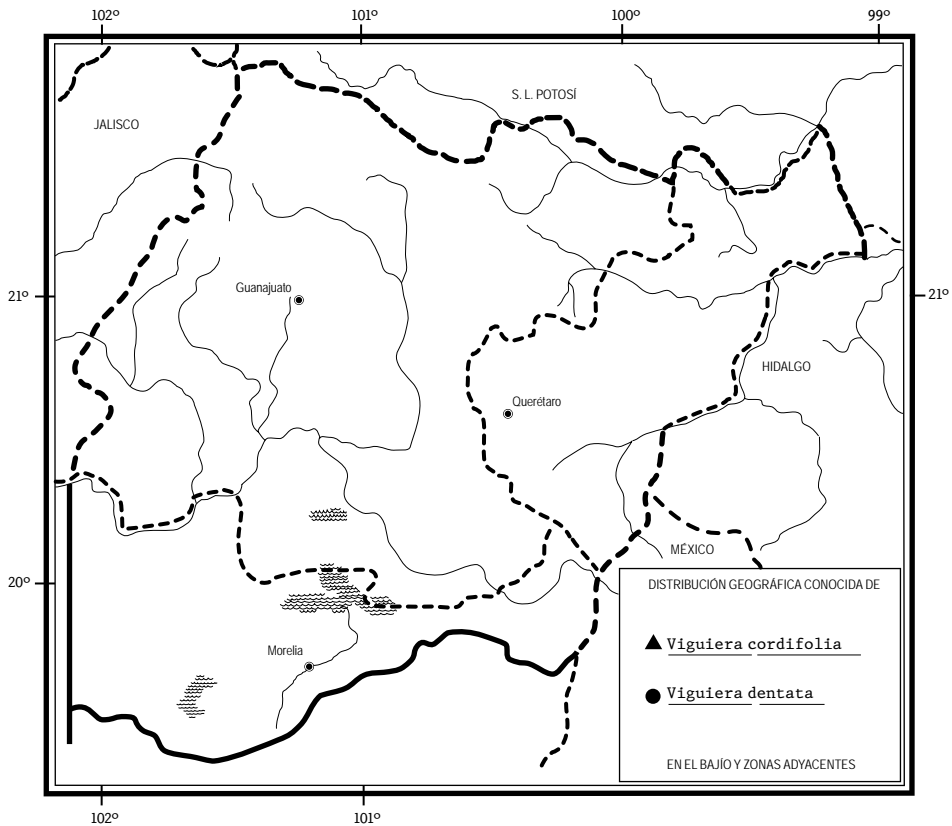 102º 101º 100º 99º
S. L. POTOSÍ
JALISCO
Guanajuato
21º 21º
HIDALGO
Querétaro
MÉXICO
20º
DISTRIBUCIÓN GEOGRÁFICA CONOCIDA DE
Viguiera cordifolia
Morelia
Viguiera dentata
EN EL BAJÍO Y ZONAS ADYACENTES
102º 101º